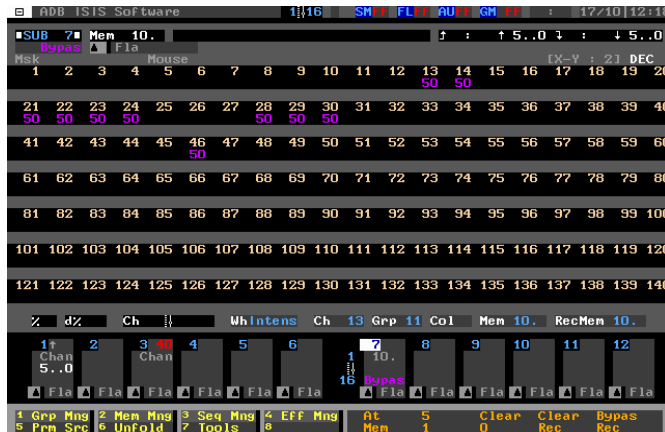 ADB ISIS Software 1 16 SM FF FL FF AU FF GM FF : 17/10 12:1
SUB 7 Mem 10. ↑ : ↑ 5..0 ↓ : ↓ 5..0
Bypas Fla
Msk Mouse [X-Y : 2] DEC
1 2 3 4 5 6 7 8 9 10 11 12 13 14 15 16 17 18 19 20
50 50
21 22 23 24 25 26 27 28 29 30 31 32 33 34 35 36 37 38 39 40
50 50 50 50 50 50 50
41 42 43 44 45 46 47 48 49 50 51 52 53 54 55 56 57 58 59 60
50
61 62 63 64 65 66 67 68 69 70 71 72 73 74 75 76 77 78 79 80
81 82 83 84 85 86 87 88 89 90 91 92 93 94 95 96 97 98 99 100
101 102 103 104 105 106 107 108 109 110 111 112 113 114 115 116 117 118 119 120
121 122 123 124 125 126 127 128 129 130 131 132 133 134 135 136 137 138 139 140
% d% Ch Wh Intens Ch 13 Grp 11 Col Mem 10. RecMem 10.
1↑ 2 3 40 4 5 6 7 8 9 10 11 12
Chan Chan 1 10.
5..0
16 Bypas
Fla Fla Fla Fla Fla Fla Fla Fla Fla Fla Fla Fla
1 Grp Mng 2 Mem Mng 3 Seq Mng 4 Eff Mng At 5 Clear Clear Bypas
5 Prm Src 6 Unfold 7 Tools 8 Mem 1 O Rec Rec